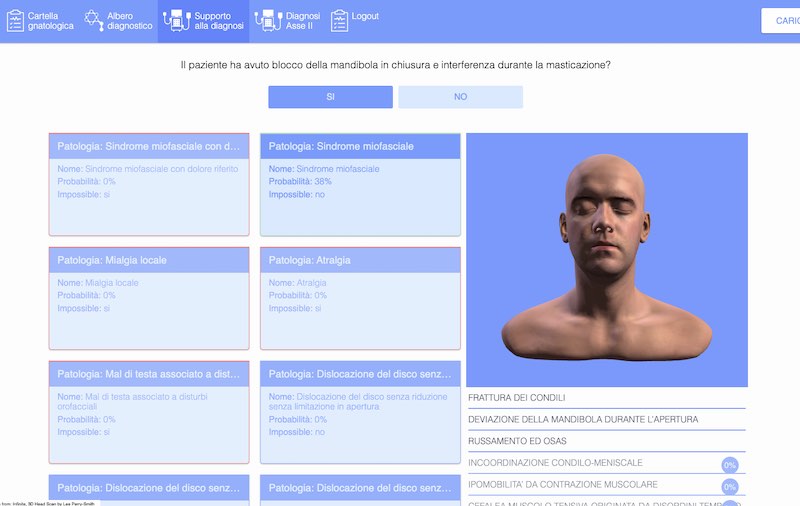 Cartella
gnatologica
Albero
diagnostico
Supporto
alla diagnosi
Diagnosi
Asse II
Logout
CARIC
Il paziente ha avuto blocco della mandibola in chiusura e interferenza durante la masticazione?
SI
NO
Patologia: Sindrome miofasciale con d...
Nome: Sindrome miofasciale con dolore riferito
Probabilità: 0%
Impossibile: si
Patologia: Sindrome miofasciale
Nome: Sindrome miofasciale
Probabilità: 38%
Impossibile: no
Patologia: Mialgia locale
Nome: Mialgia locale
Probabilità: 0%
Impossibile: si
Patologia: Atralgia
Nome: Atralgia
Probabilità: 0%
Impossibile: si
Patologia: Mal di testa associato a dist...
Nome: Mal di testa associato a disturbi
orofacciali
Probabilità: 0%
Impossibile: si
Patologia: Dislocazione del disco senz...
Nome: Dislocazione del disco senza riduzione
senza limitazione in apertura
Probabilità: 0%
Impossibile: no
Patologia: Dislocazione del disco senz...
Patologia: Dislocazione del disco senz...
FRATTURA DEI CONDILI
DEVIAZIONE DELLA MANDIBOLA DURANTE L'APERTURA
RUSSAMENTO ED OSAS
INCOORDINAZIONE CONDILO-MENISCALE
0%
IPOMOBILITA' DA CONTRAZIONE MUSCOLARE
0%
CEFALEA MUSCOLO TENSIVA ORIGINATA DA DISORDINI
from: Infinite, 3D Head Scan by Lee Perry-Smith